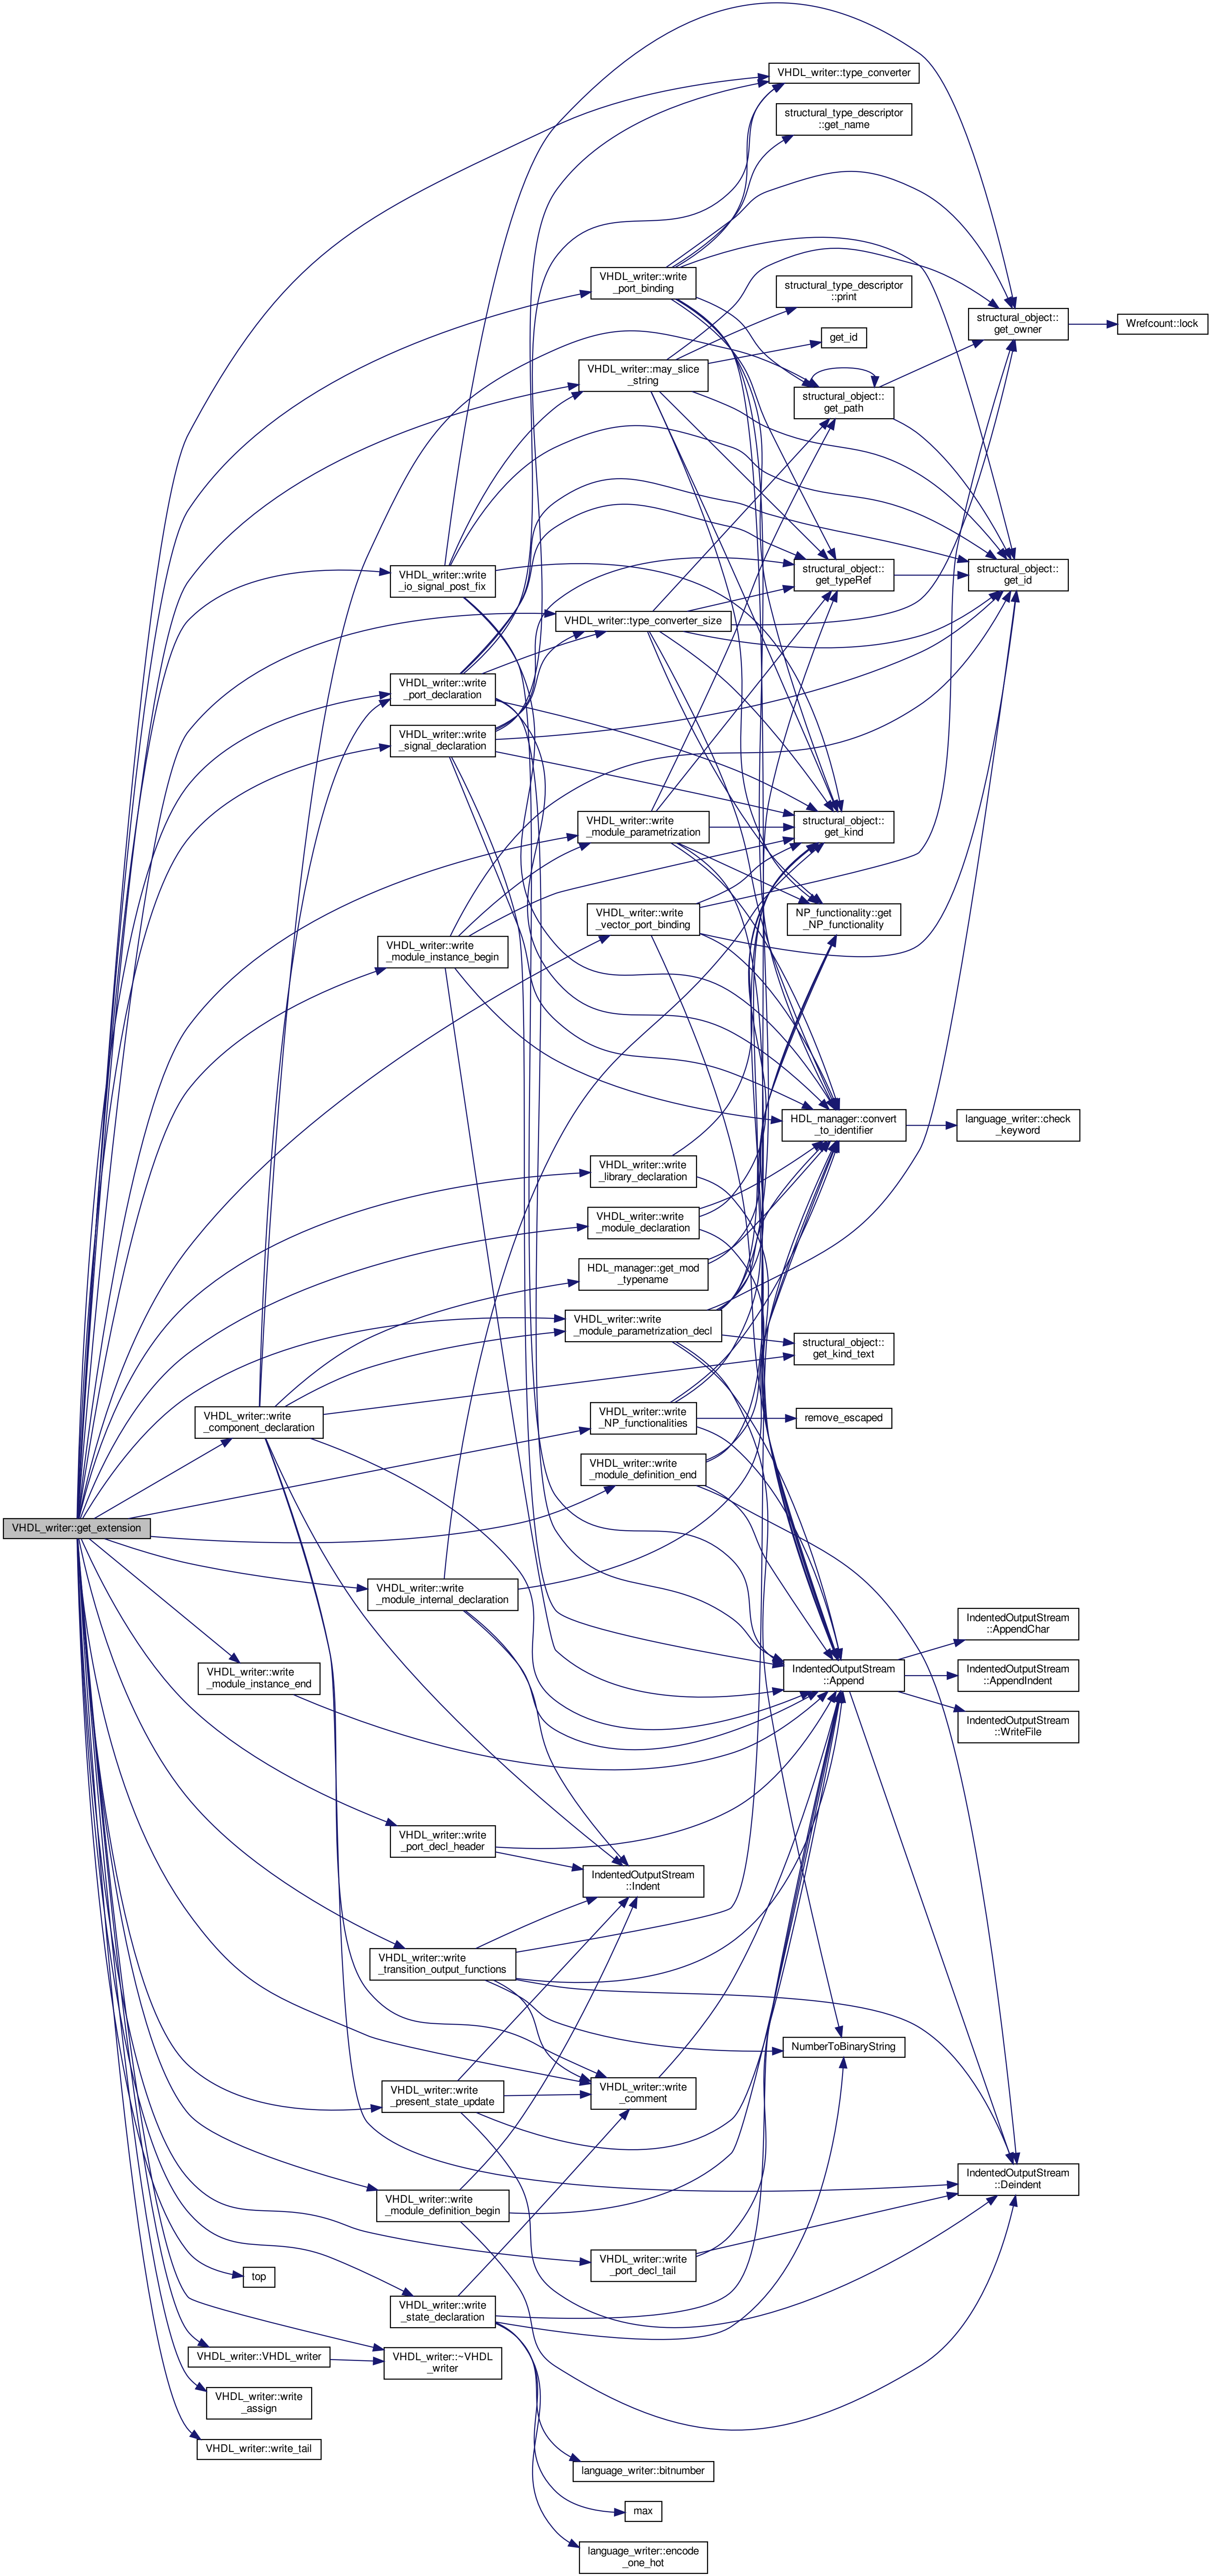 VHDL_writer::type_converter
structural_type_descriptor
::get_name
VHDL_writer::write
_port_binding
structural_type_descriptor
::print
structural_object::
get_owner
Wrefcount::lock
get_id
VHDL_writer::may_slice
_string
structural_object::
get_path
VHDL_writer::write
_io_signal_post_fix
structural_object::
get_typeRef
structural_object::
get_id
VHDL_writer::type_converter_size
VHDL_writer::write
_port_declaration
VHDL_writer::write
_signal_declaration
VHDL_writer::write
_module_parametrization
structural_object::
get_kind
VHDL_writer::write
_vector_port_binding
NP_functionality::get
_NP_functionality
VHDL_writer::write
_module_instance_begin
HDL_manager::convert
_to_identifier
language_writer::check
_keyword
VHDL_writer::write
_library_declaration
VHDL_writer::write
_module_declaration
HDL_manager::get_mod
_typename
VHDL_writer::write
_module_parametrization_decl
structural_object::
get_kind_text
VHDL_writer::write
_component_declaration
VHDL_writer::write
_NP_functionalities
remove_escaped
VHDL_writer::write
_module_definition_end
VHDL_writer::get_extension
VHDL_writer::write
_module_internal_declaration
IndentedOutputStream
::AppendChar
VHDL_writer::write
_module_instance_end
IndentedOutputStream
::Append
IndentedOutputStream
::AppendIndent
IndentedOutputStream
::WriteFile
VHDL_writer::write
_port_decl_header
IndentedOutputStream
::Indent
VHDL_writer::write
_transition_output_functions
NumberToBinaryString
VHDL_writer::write
_present_state_update
VHDL_writer::write
_comment
IndentedOutputStream
::Deindent
VHDL_writer::write
_module_definition_begin
VHDL_writer::write
_port_decl_tail
top
VHDL_writer::write
_state_declaration
VHDL_writer::VHDL_writer
VHDL_writer::~VHDL
_writer
VHDL_writer::write
_assign
VHDL_writer::write_tail
language_writer::bitnumber
max
language_writer::encode
_one_hot